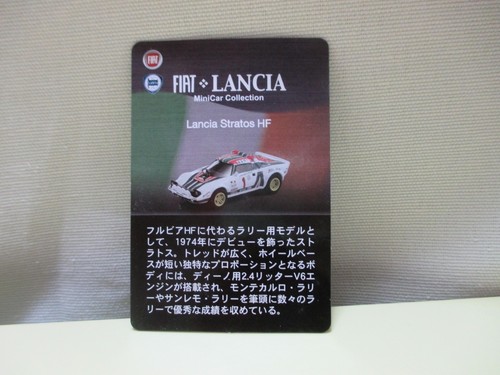 FIAT
FIAT ❖ LANCIA
MiniCar Collection
Lancia Stratos HF
フルビアHFに代わるラリー用モデルと
して、1974年にデビューを飾ったスト
ラトス。トレッドが広く、ホイールベー
スが短い独特なプロポーションとなるボ
ディには、ディーノ用2.4リッターV6エ
ンジンが搭載され、モンテカルロ・ラリ
ーやサンレモ・ラリーを筆頭に数々のラ
リーで優秀な成績を収めている。